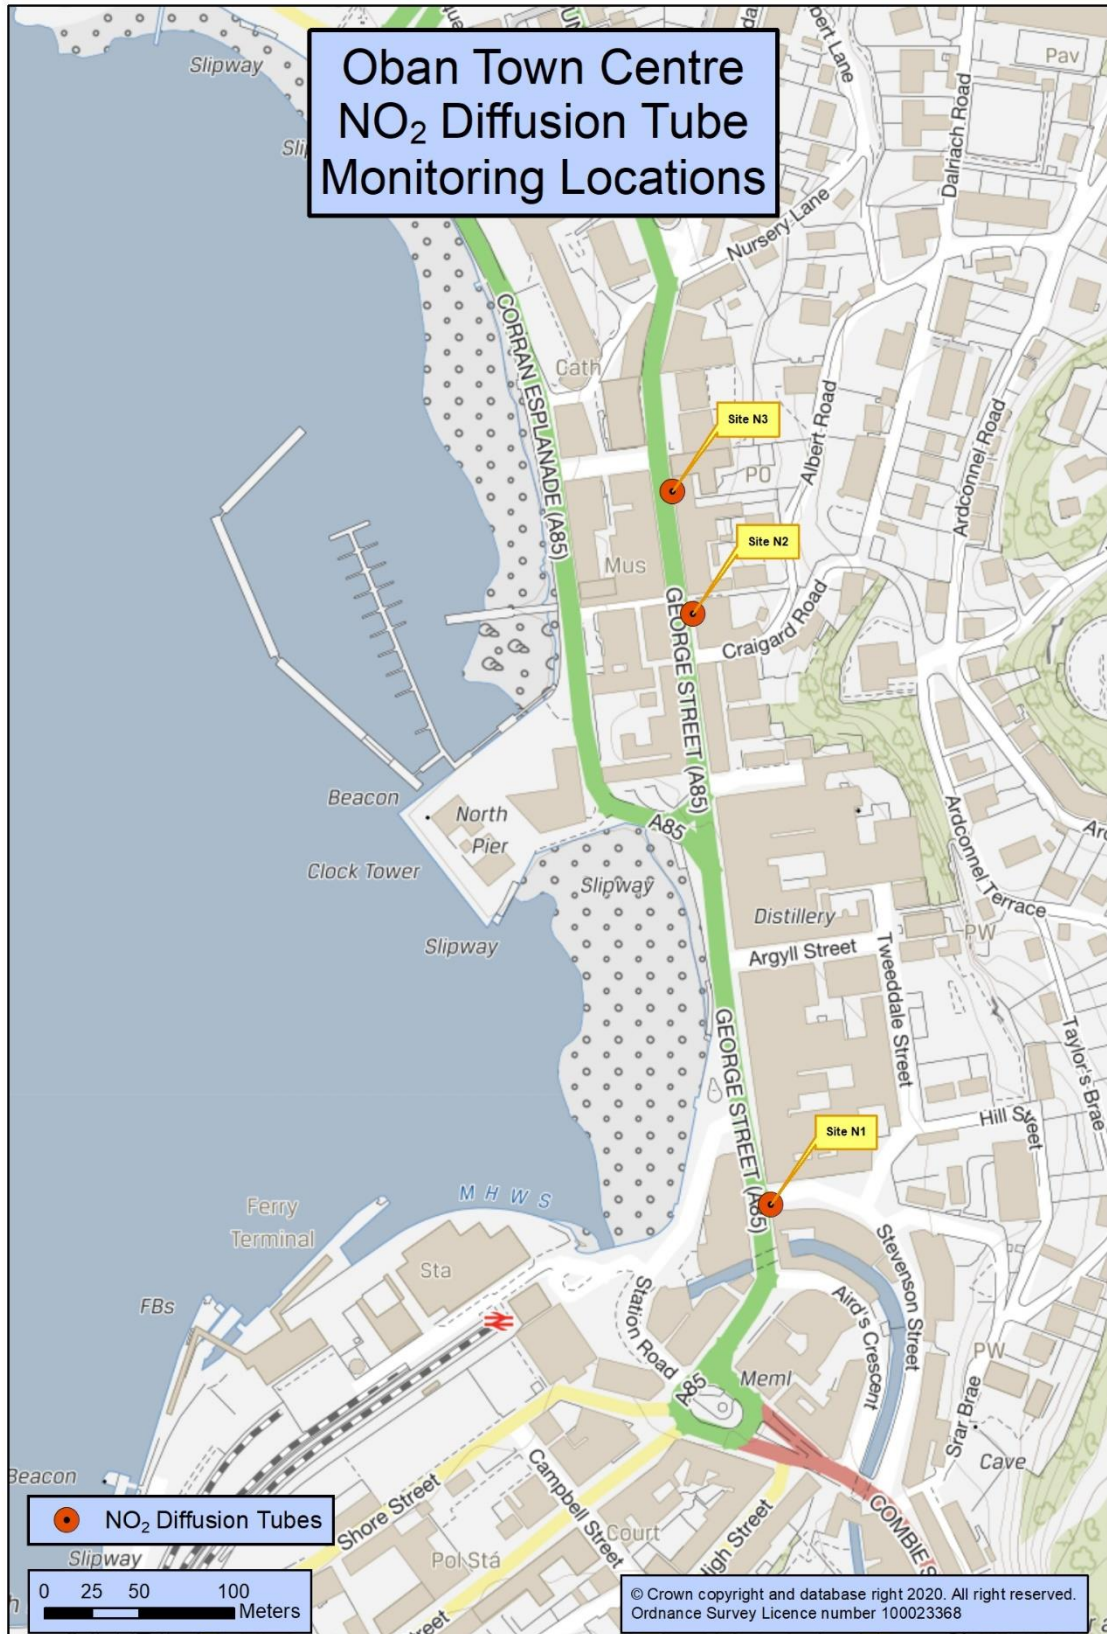 Slipway
Oban Town Centre
NO₂ Diffusion Tube
Monitoring Locations
Pav
Dalriach Road
Nursery Lane
CORRAN ESPLANADE (A85)
Cath
Site N3
Albert Road
Ardconnel Road
PO
Site N2
Mus
GEORGE STREET (A85)
Craigard Road
Beacon
North
Pier
A85
Clock Tower
Slipway
Slipway
Distillery
Ardconnel Terrace
PW
Argyll Street
Tweeddale Street
GEORGE STREET (A85)
Taylor's Brae
Site N1
Hill Street
M H W S
Ferry
Terminal
Sta
Stevenson Street
FBs
Station Road
Aird's Crescent
A85
Meml
PW
Srar Brae
Cave
Beacon
NO₂ Diffusion Tubes
Shore Street
Campbell Street
Court
Pol Sta
Slipway
0 25 50 100
Meters
© Crown copyright and database right 2020. All right reserved.
Ordnance Survey Licence number 100023368